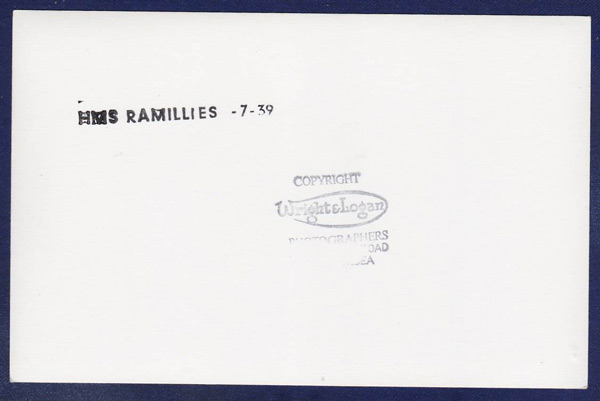 HMS RAMILLIES -7-39
COPYRIGHT
Wright & Logan
PHOTOGRAPHERS